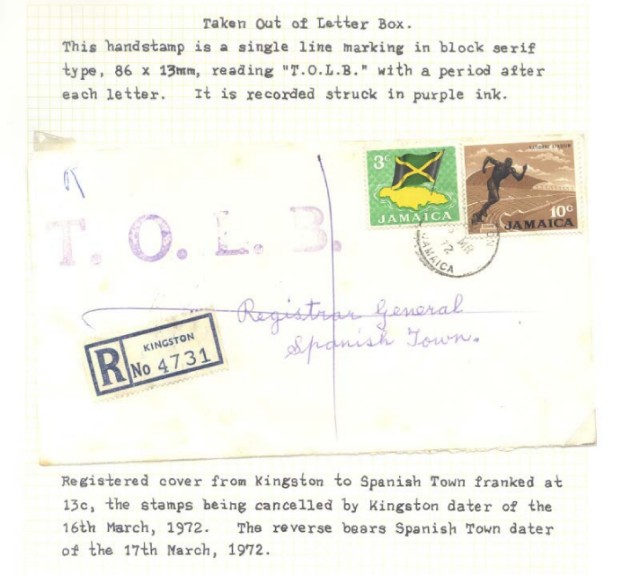 Taken Out of Letter Box.
This handstamp is a single line marking in block serif
type, 86 x 13mm, reading "T.O.L.B." with a period after
each letter. It is recorded struck in purple ink.
R
3c
JAMAICA
10c
JAMAICA
T. O. L. B.
MR
72
JAMAICA
Registrar General
Spanish Town.
R
KINGSTON
No 4731
Registered cover from Kingston to Spanish Town franked at
13c, the stamps being cancelled by Kingston dater of the
16th March, 1972. The reverse bears Spanish Town dater
of the 17th March, 1972.